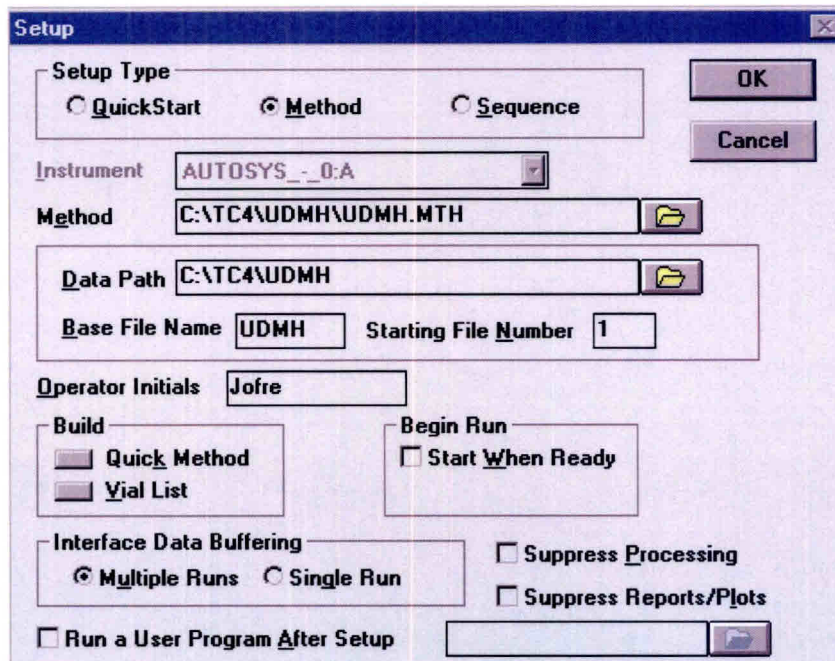 Setup
Setup Type
QuickStart Method Sequence
OK
Cancel
Instrument AUTOSYS_-_0:A
Method C:\TC4\UDMH\UDMH.MTH
Data Path C:\TC4\UDMH
Base File Name UDMH Starting File Number 1
Operator Initials Jofre
Build
Quick Method
Vial List
Begin Run
Start When Ready
Interface Data Buffering
Multiple Runs Single Run
Suppress Processing
Suppress Reports/Plots
Run a User Program After Setup